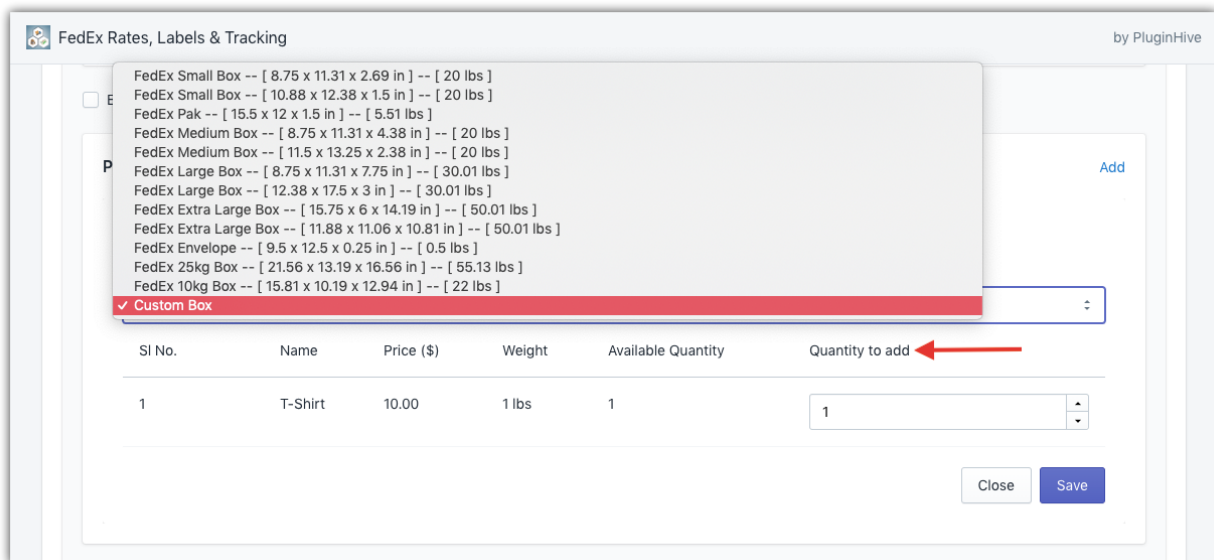 FedEx Rates, Labels & Tracking
by PluginHive
FedEx Small Box -- [ 8.75 x 11.31 x 2.69 in ] -- [ 20 lbs ]
FedEx Small Box -- [ 10.88 x 12.38 x 1.5 in ] -- [ 20 lbs ]
FedEx Pak -- [ 15.5 x 12 x 1.5 in ] -- [ 5.51 lbs ]
FedEx Medium Box -- [ 8.75 x 11.31 x 4.38 in ] -- [ 20 lbs ]
FedEx Medium Box -- [ 11.5 x 13.25 x 2.38 in ] -- [ 20 lbs ]
FedEx Large Box -- [ 8.75 x 11.31 x 7.75 in ] -- [ 30.01 lbs ]
FedEx Large Box -- [ 12.38 x 17.5 x 3 in ] -- [ 30.01 lbs ]
FedEx Extra Large Box -- [ 15.75 x 6 x 14.19 in ] -- [ 50.01 lbs ]
FedEx Extra Large Box -- [ 11.88 x 11.06 x 10.81 in ] -- [ 50.01 lbs ]
FedEx Envelope -- [ 9.5 x 12.5 x 0.25 in ] -- [ 0.5 lbs ]
FedEx 25kg Box -- [ 21.56 x 13.19 x 16.56 in ] -- [ 55.13 lbs ]
FedEx 10kg Box -- [ 15.81 x 10.19 x 12.94 in ] -- [ 22 lbs ]
Custom Box
Add
Sl No. Name Price ($) Weight Available Quantity Quantity to add
1 T-Shirt 10.00 1 lbs 1 1
Close Save